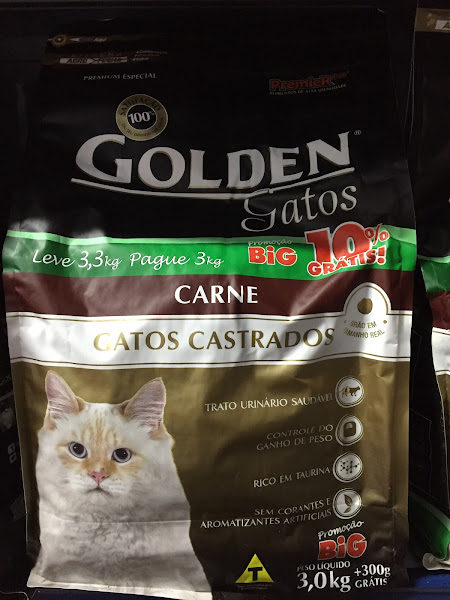 PREMIUM ESPECIAL
PremieR
SATISFAÇÃO
100%
GOLDEN®
Gatos
Leve 3,3kg Pague 3kg
Promoção
BiG
10%
GRÁTIS!
CARNE
GATOS CASTRADOS
GRÃO EM
TAMANHO REAL
TRATO URINÁRIO SAUDÁVEL
CONTROLE DO
GANHO DE PESO
RICO EM TAURINA
SEM CORANTES E
AROMATIZANTES ARTIFICIAIS
Promoção
BiG
T
PESO LÍQUIDO
3,0kg +300g
GRÁTIS